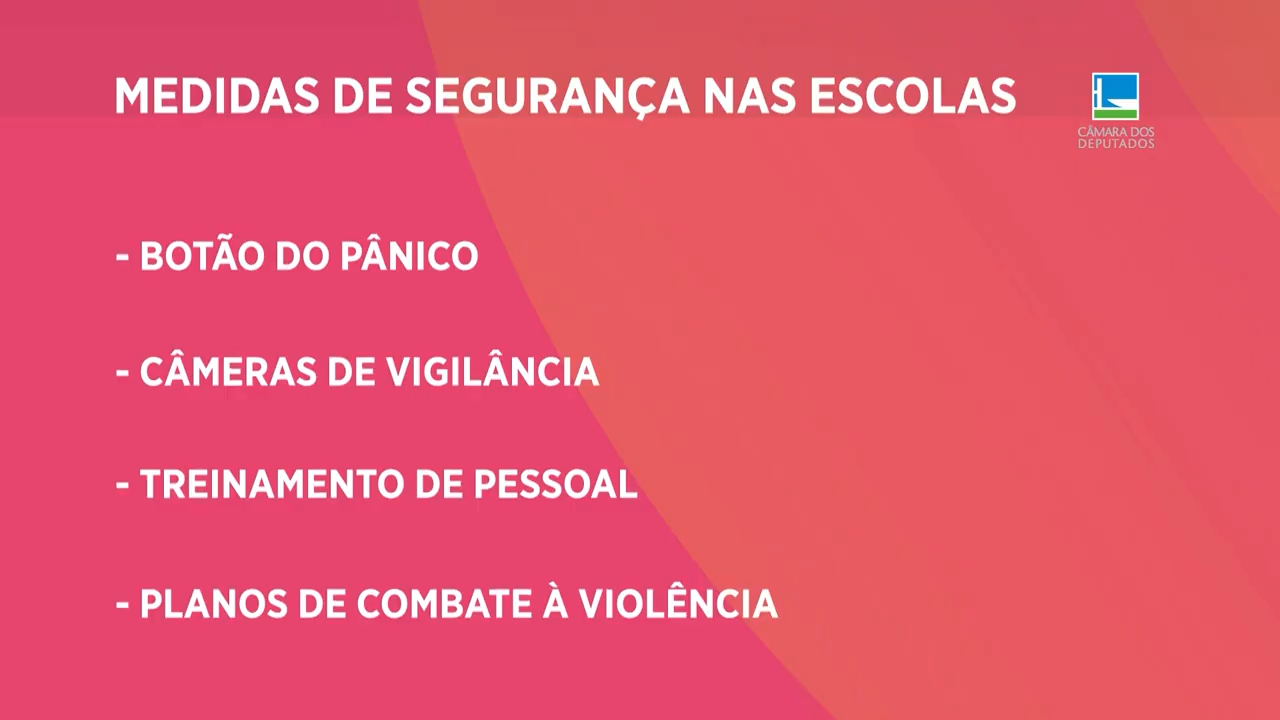 MEDIDAS DE SEGURANÇA NAS ESCOLAS
CÂMARA DOS
DEPUTADOS
- BOTÃO DO PÂNICO
- CÂMERAS DE VIGILÂNCIA
- TREINAMENTO DE PESSOAL
- PLANOS DE COMBATE À VIOLÊNCIA